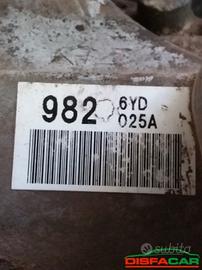 982 6YD
025A
subito
DISFACAR